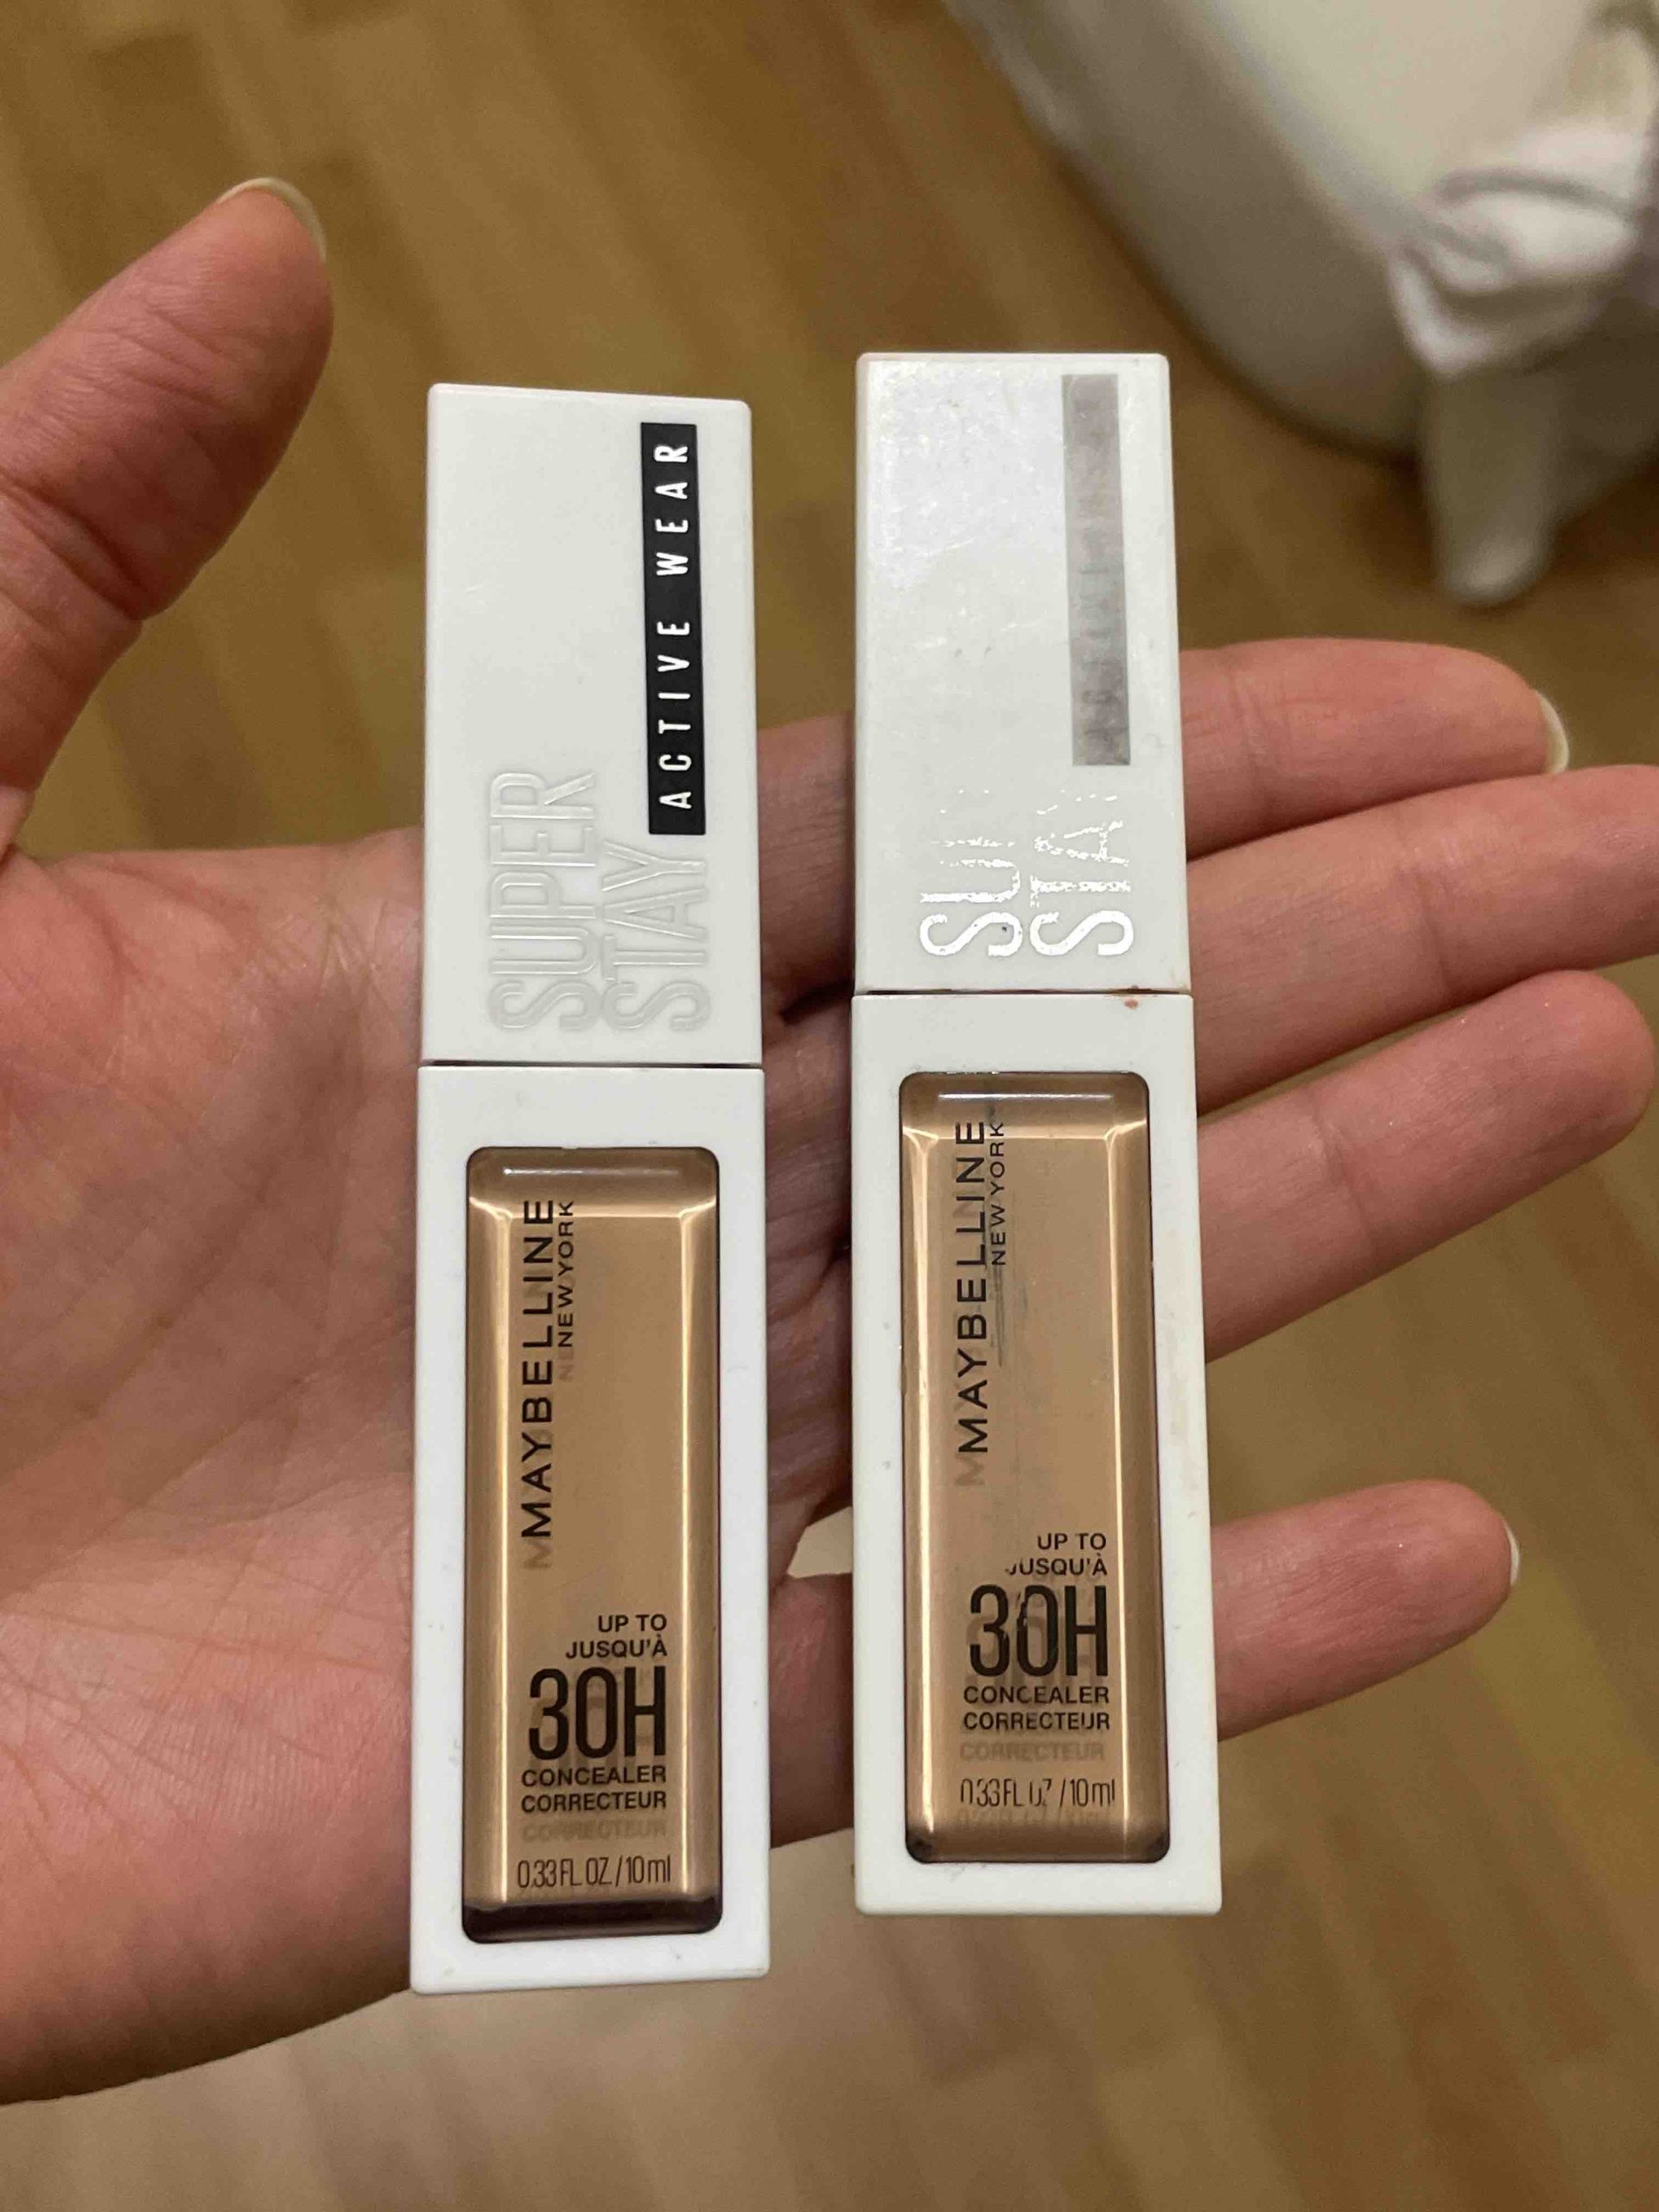 SUPER
STAY
ACTIVE WEAR
MAYBELLINE
NEW YORK
UP TO
JUSQU'À
30H
CONCEALER
CORRECTEUR
0.33 FL. OZ. / 10 ml
STAY
MAYBELLINE
NEW YORK
UP TO
JUSQU'À
30H
CONCEALER
CORRECTEUR
0.33 FL OZ / 10 ml